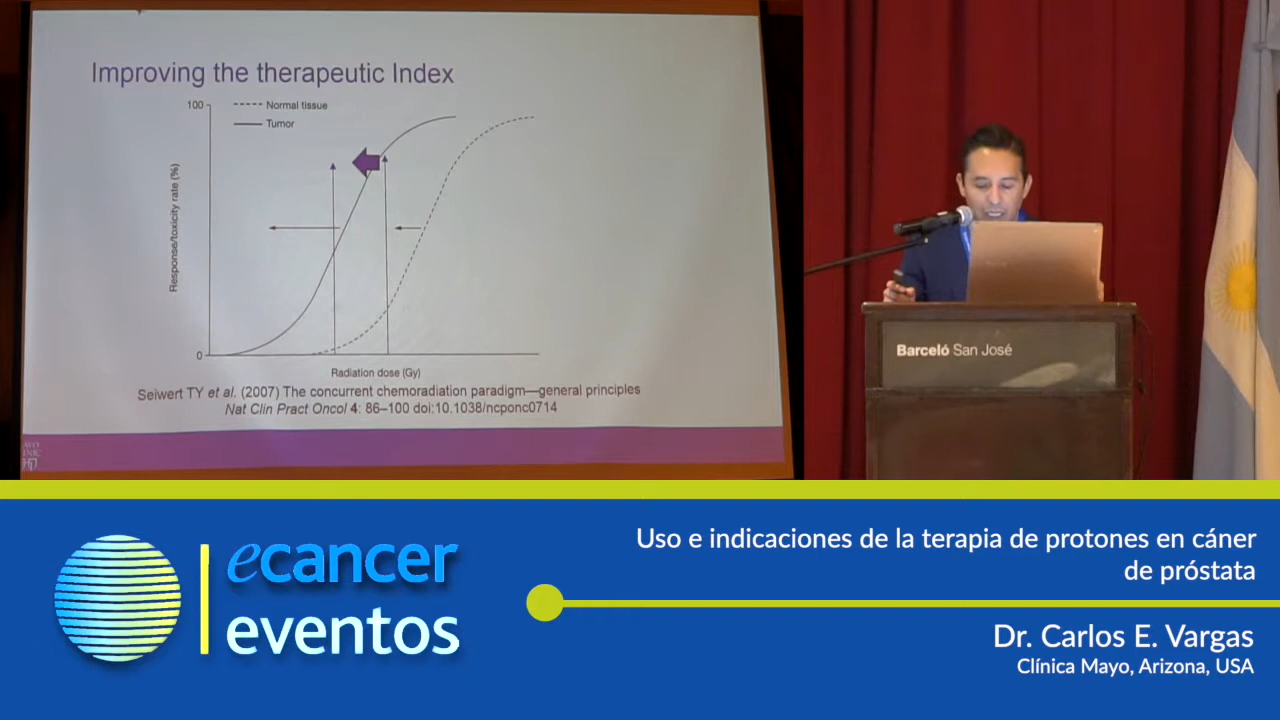 Improving the therapeutic Index
100
Normal tissue
Tumor
Response/toxicity rate (%)
0
Radiation dose (Gy)
Seiwert TY et al. (2007) The concurrent chemoradiation paradigm—general principles
Nat Clin Pract Oncol 4: 86–100 doi:10.1038/ncponc0714
Barceló San José
ecancer
eventos
Uso e indicaciones de la terapia de protones en cáner
de próstata
Dr. Carlos E. Vargas
Clínica Mayo, Arizona, USA